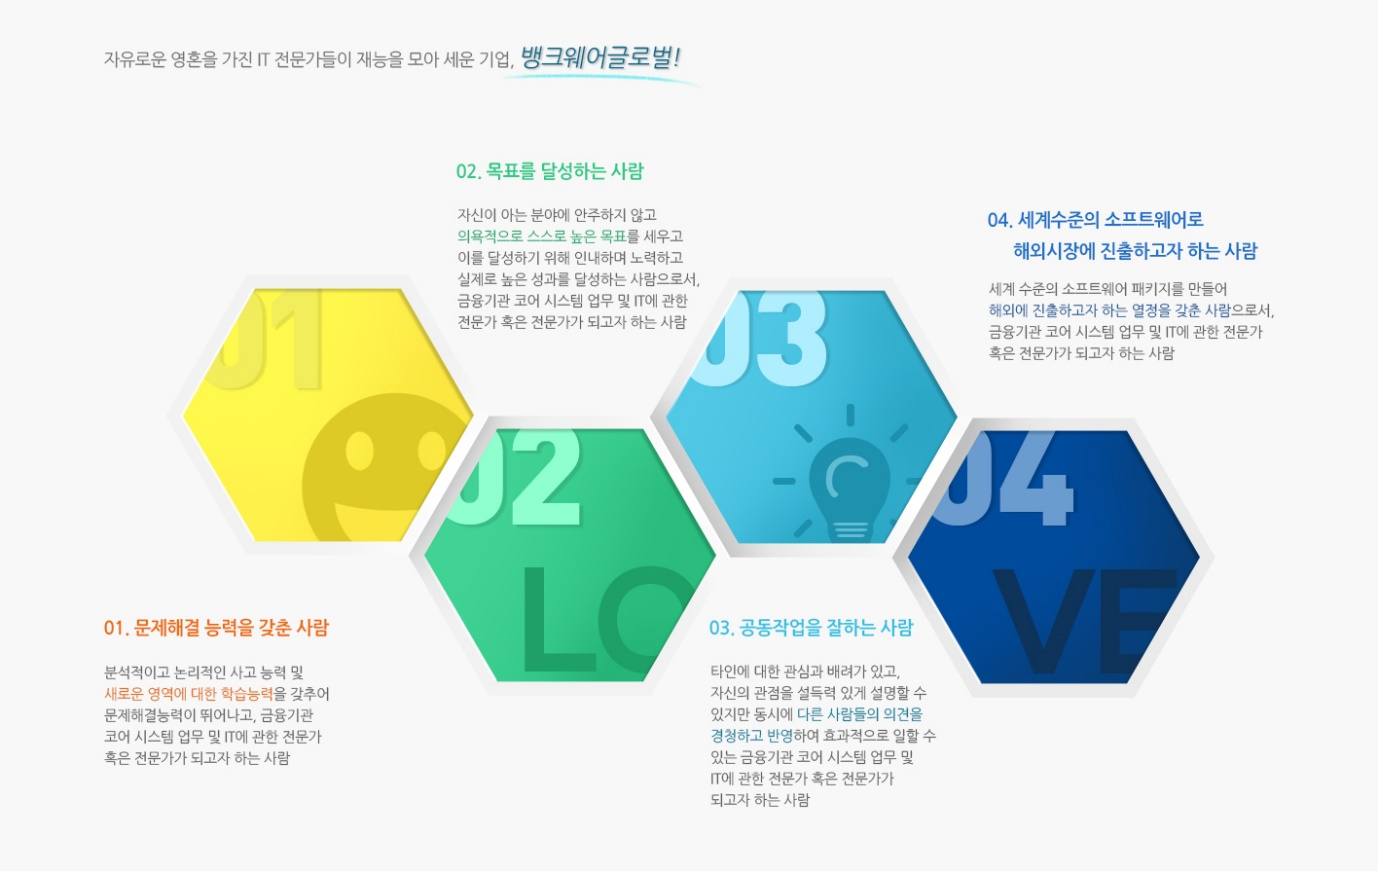 자유로운 영혼을 가진 IT 전문가들이 재능을 모아 세운 기업, 뱅크웨어글로벌!
02. 목표를 달성하는 사람
자신이 아는 분야에 안주하지 않고
의욕적으로 스스로 높은 목표를 세우고
이를 달성하기 위해 인내하며 노력하고
실제로 높은 성과를 달성하는 사람으로서,
금융기관 코어 시스템 업무 및 IT에 관한
전문가 혹은 전문가가 되고자 하는 사람
04. 세계수준의 소프트웨어로
해외시장에 진출하고자 하는 사람
세계 수준의 소프트웨어 패키지를 만들어
해외에 진출하고자 하는 열정을 갖춘 사람으로서,
금융기관 코어 시스템 업무 및 IT에 관한 전문가
혹은 전문가가 되고자 하는 사람
01
03
02
04
LO
VE
01. 문제해결 능력을 갖춘 사람
분석적이고 논리적인 사고 능력 및
새로운 영역에 대한 학습능력을 갖추어
문제해결능력이 뛰어나고, 금융기관
코어 시스템 업무 및 IT에 관한 전문가
혹은 전문가가 되고자 하는 사람
03. 공동작업을 잘하는 사람
타인에 대한 관심과 배려가 있고,
자신의 관점을 설득력 있게 설명할 수
있지만 동시에 다른 사람들의 의견을
경청하고 반영하여 효과적으로 일할 수
있는 금융기관 코어 시스템 업무 및
IT에 관한 전문가 혹은 전문가가
되고자 하는 사람